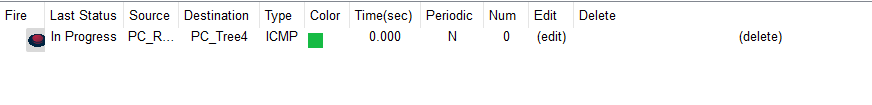 Fire Last Status Source Destination Type Color Time(sec) Periodic Num Edit Delete
In Progress PC_R... PC_Tree4 ICMP 0.000 N 0 (edit) (delete)